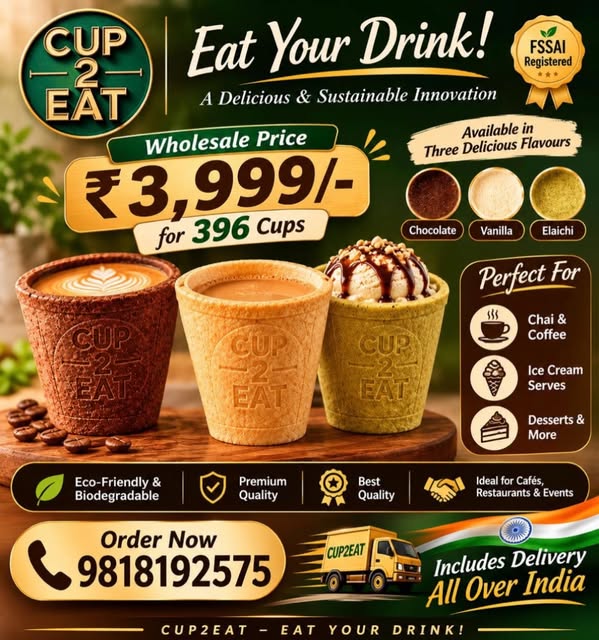 CUP
2
EAT
Eat Your Drink!
A Delicious & Sustainable Innovation
FSSAI
Registered
Wholesale Price
₹3,999/-
for 396 Cups
Available in
Three Delicious Flavours
Chocolate
Vanilla
Elaichi
CUP
2
EAT
CUP
2
EAT
CUP
2
EAT
Perfect For
Chai &
Coffee
Ice Cream
Serves
Desserts &
More
Eco-Friendly &
Biodegradable
Premium
Quality
Best
Quality
Ideal for Cafés,
Restaurants & Events
Order Now
9818192575
CUP2EAT
Includes Delivery
All Over India
CUP2EAT – EAT YOUR DRINK!